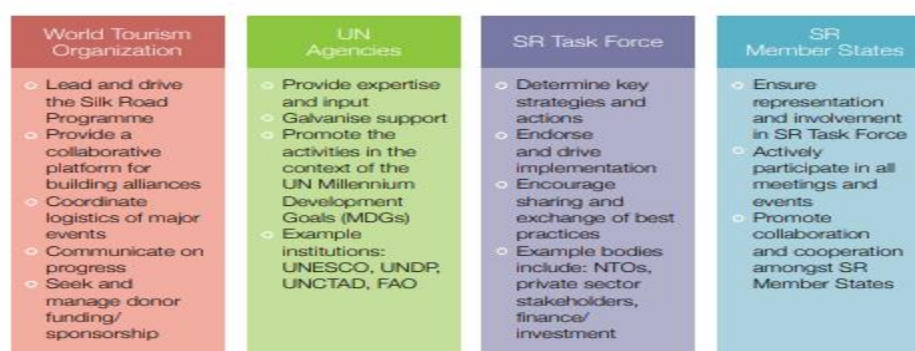 World Tourism
Organization
Lead and drive
the Silk Road
Programme
Provide a
collaborative
platform for
building alliances
Coordinate
logistics of major
events
Communicate on
progress
Seek and
manage donor
funding/
sponsorship
UN
Agencies
Provide expertise
and input
Galvanise support
Promote the
activities in the
context of the
UN Millennium
Development
Goals (MDGs)
Example
institutions:
UNESCO, UNDP,
UNCTAD, FAO
SR Task Force
Determine key
strategies and
actions
Endorse
and drive
implementation
Encourage
sharing and
exchange of best
practices
Example bodies
include: NTOs,
private sector
stakeholders,
finance/
investment
SR
Member States
Ensure
representation
and involvement
in SR Task Force
Actively
participate in all
meetings and
events
Promote
collaboration
and cooperation
amongst SR
Member States